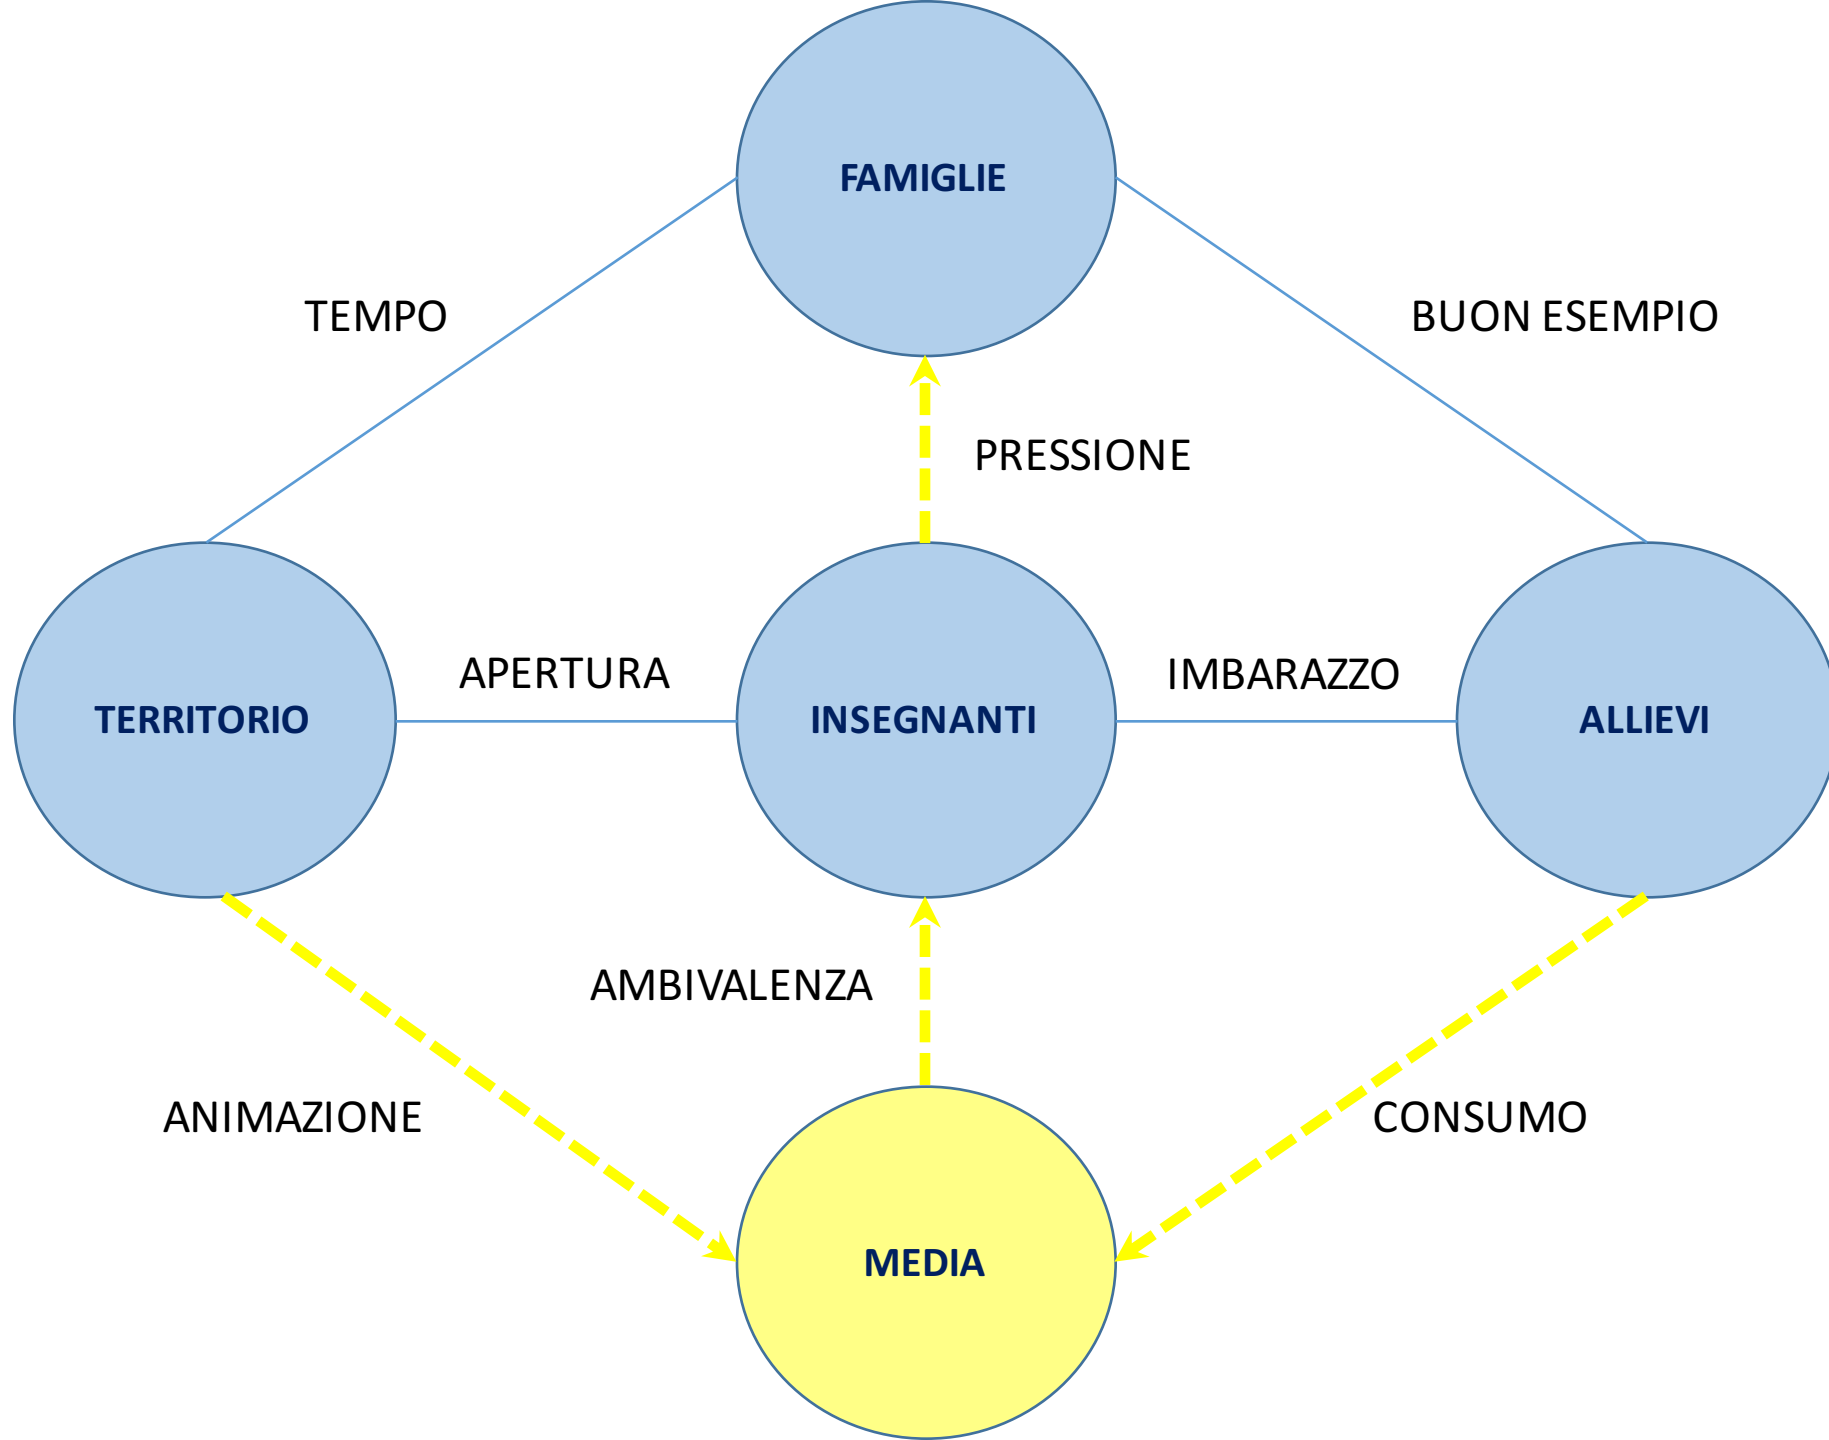 FAMIGLIE
TEMPO
BUON ESEMPIO
PRESSIONE
APERTURA
IMBARAZZO
TERRITORIO
INSEGNANTI
ALLIEVI
AMBIVALENZA
ANIMAZIONE
CONSUMO
MEDIA